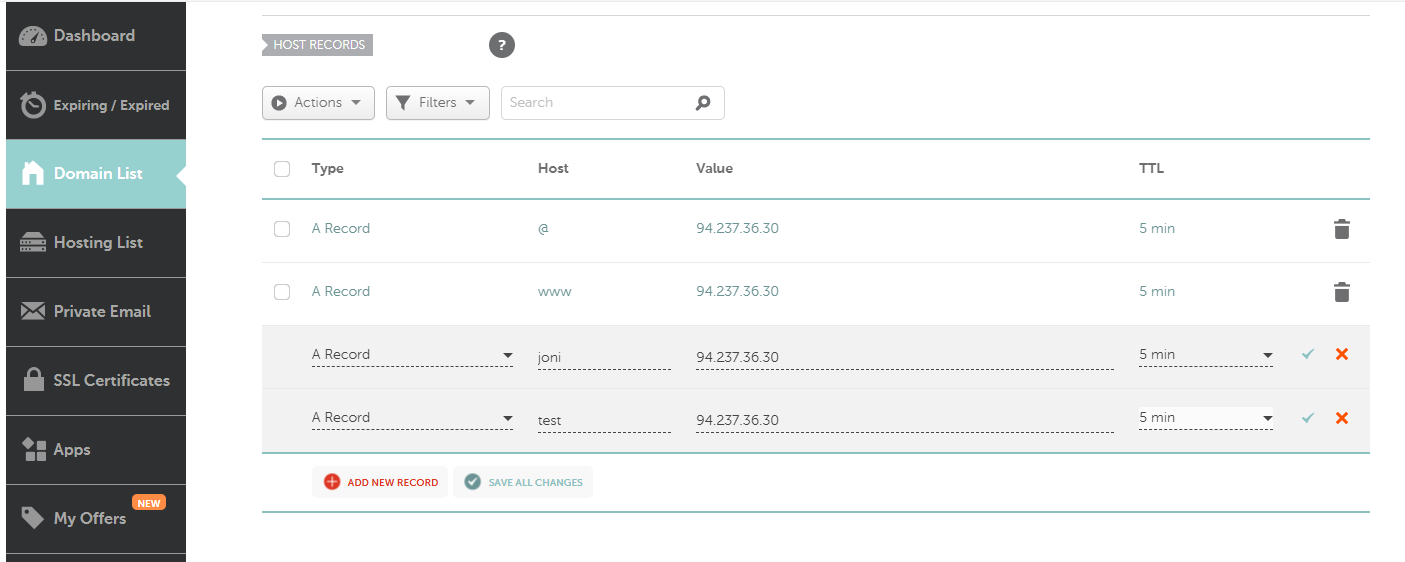 Dashboard
Expiring / Expired
Domain List
Hosting List
Private Email
SSL Certificates
Apps
NEW
My Offers
HOST RECORDS ?
Actions Filters Search
Type Host Value TTL
A Record @ 94.237.36.30 5 min
A Record www 94.237.36.30 5 min
A Record joni 94.237.36.30 5 min
A Record test 94.237.36.30 5 min
ADD NEW RECORD SAVE ALL CHANGES